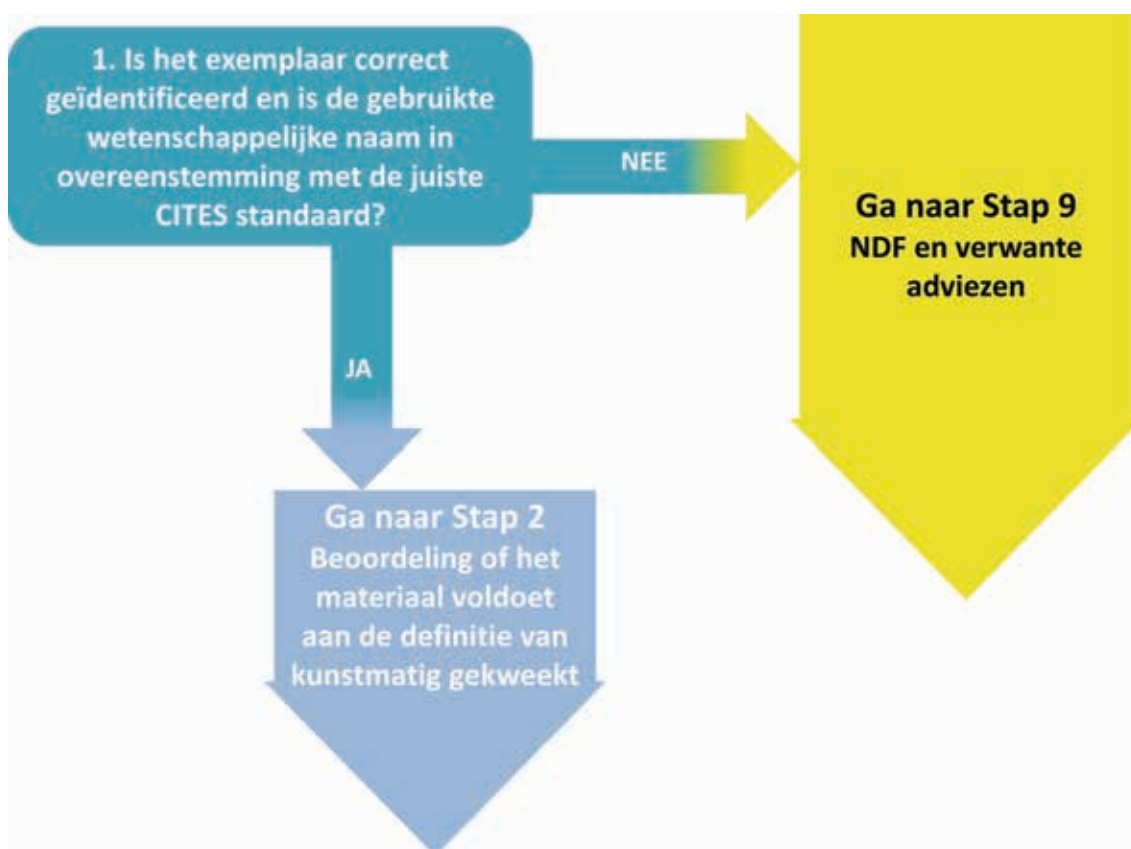 1. Is het exemplaar correct
geïdentificeerd en is de gebruikte
wetenschappelijke naam in
overeenstemming met de juiste
CITES standaard?
NEE
Ga naar Stap 9
NDF en verwante
adviezen
JA
Ga naar Stap 2
Beoordeling of het
materiaal voldoet
aan de definitie van
kunstmatig gekweekt